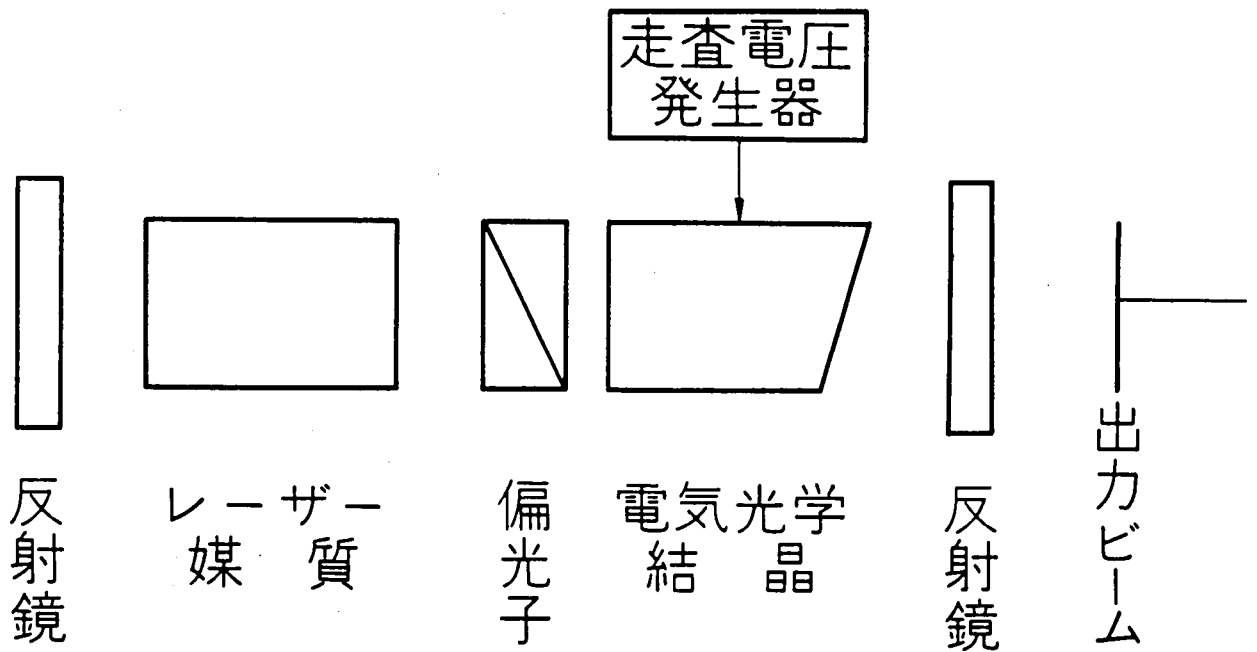 走査電圧
発生器
反射鏡
レーザー
媒質
偏光子
電気光学
結晶
反射鏡
出力ビーム